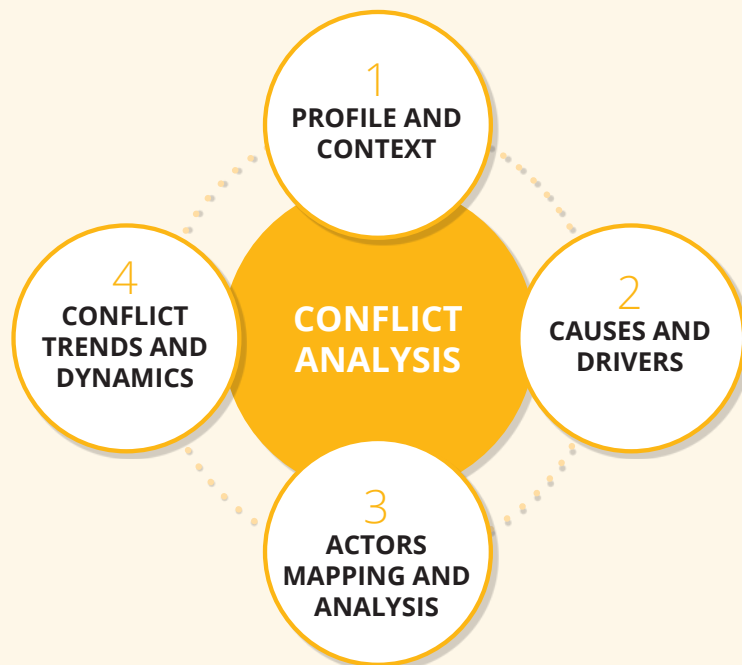 1
PROFILE AND
CONTEXT
2
CAUSES AND
DRIVERS
3
ACTORS
MAPPING AND
ANALYSIS
4
CONFLICT
TRENDS AND
DYNAMICS
CONFLICT
ANALYSIS